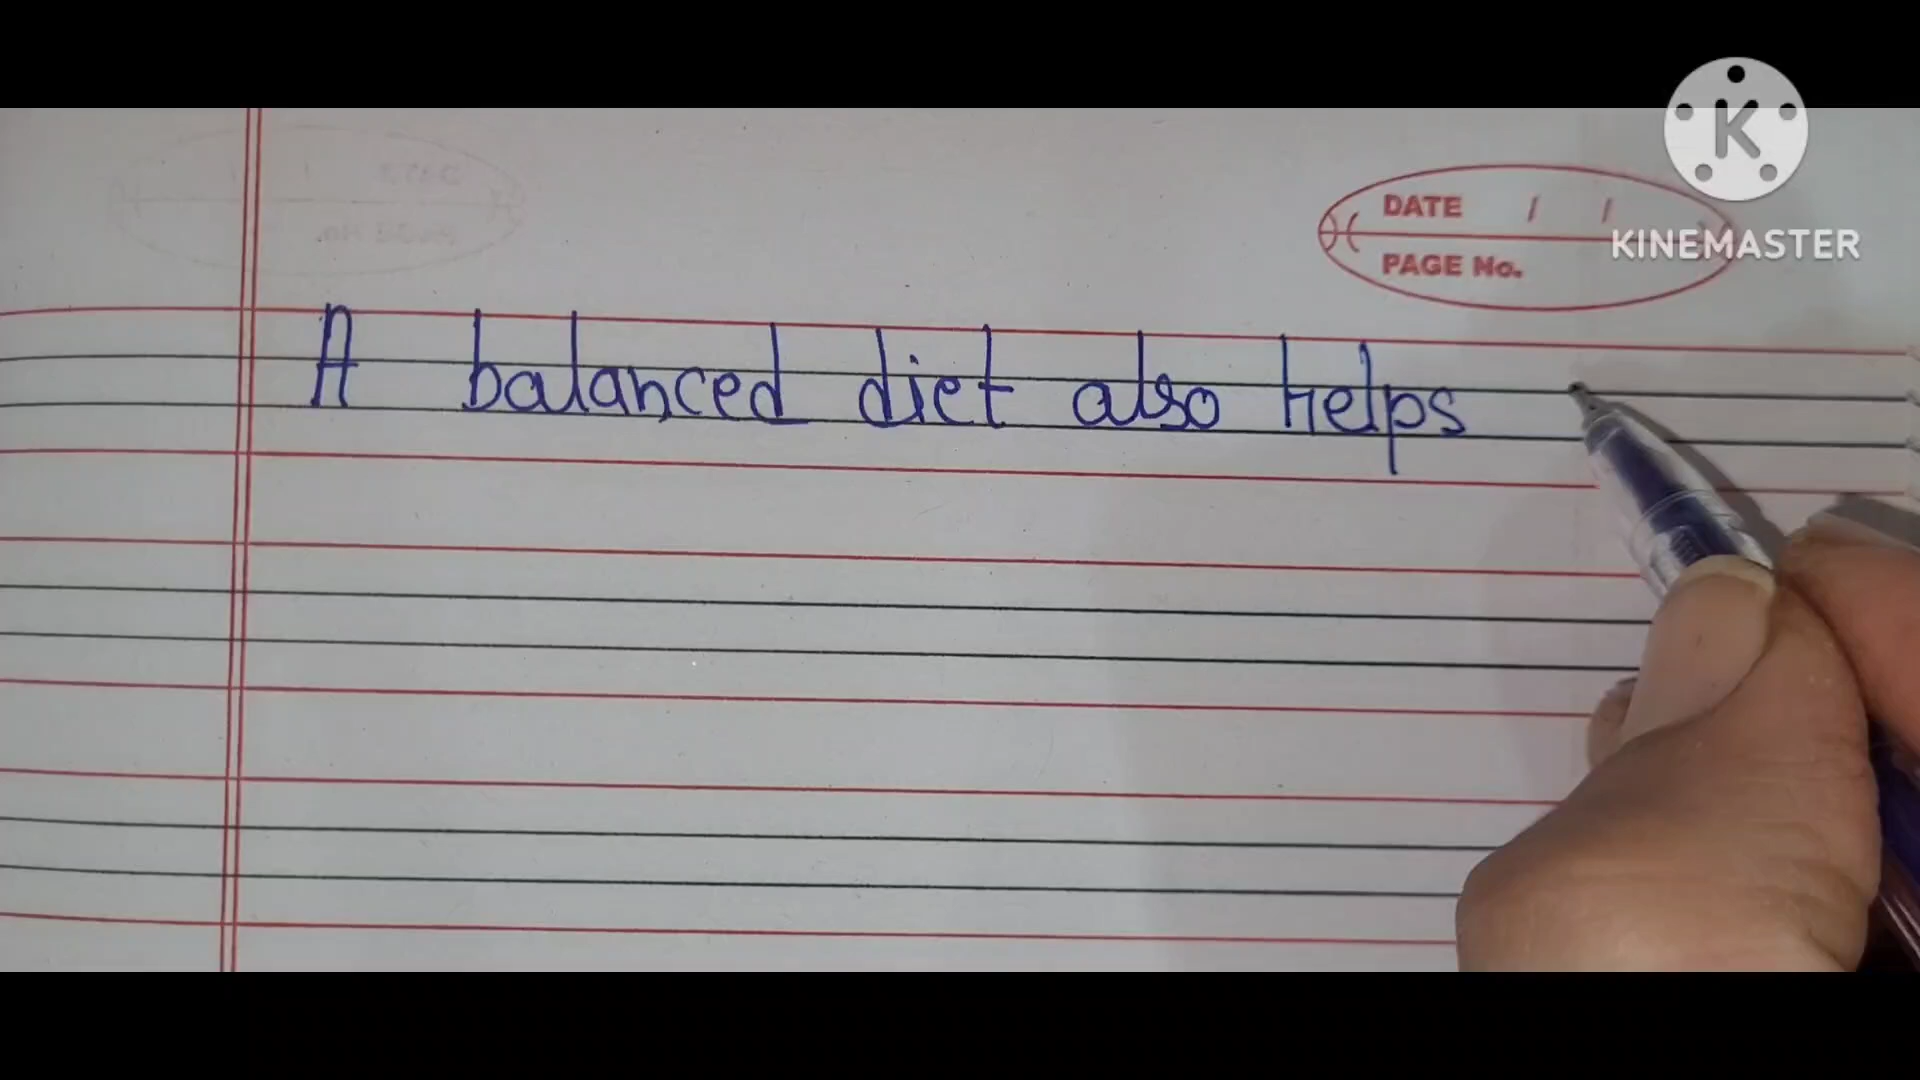 K
KINEMASTER
DATE / /
PAGE No.
A balanced diet also helps